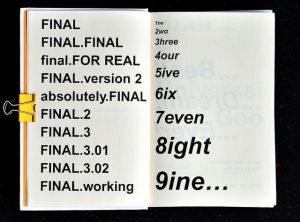 FINAL
FINAL.FINAL
final.FOR REAL
FINAL.version 2
absolutely.FINAL
FINAL.2
FINAL.3
FINAL.3.01
FINAL.3.02
FINAL.working
1ne
2wo
3hree
4our
5ive
6ix
7even
8ight
9ine...